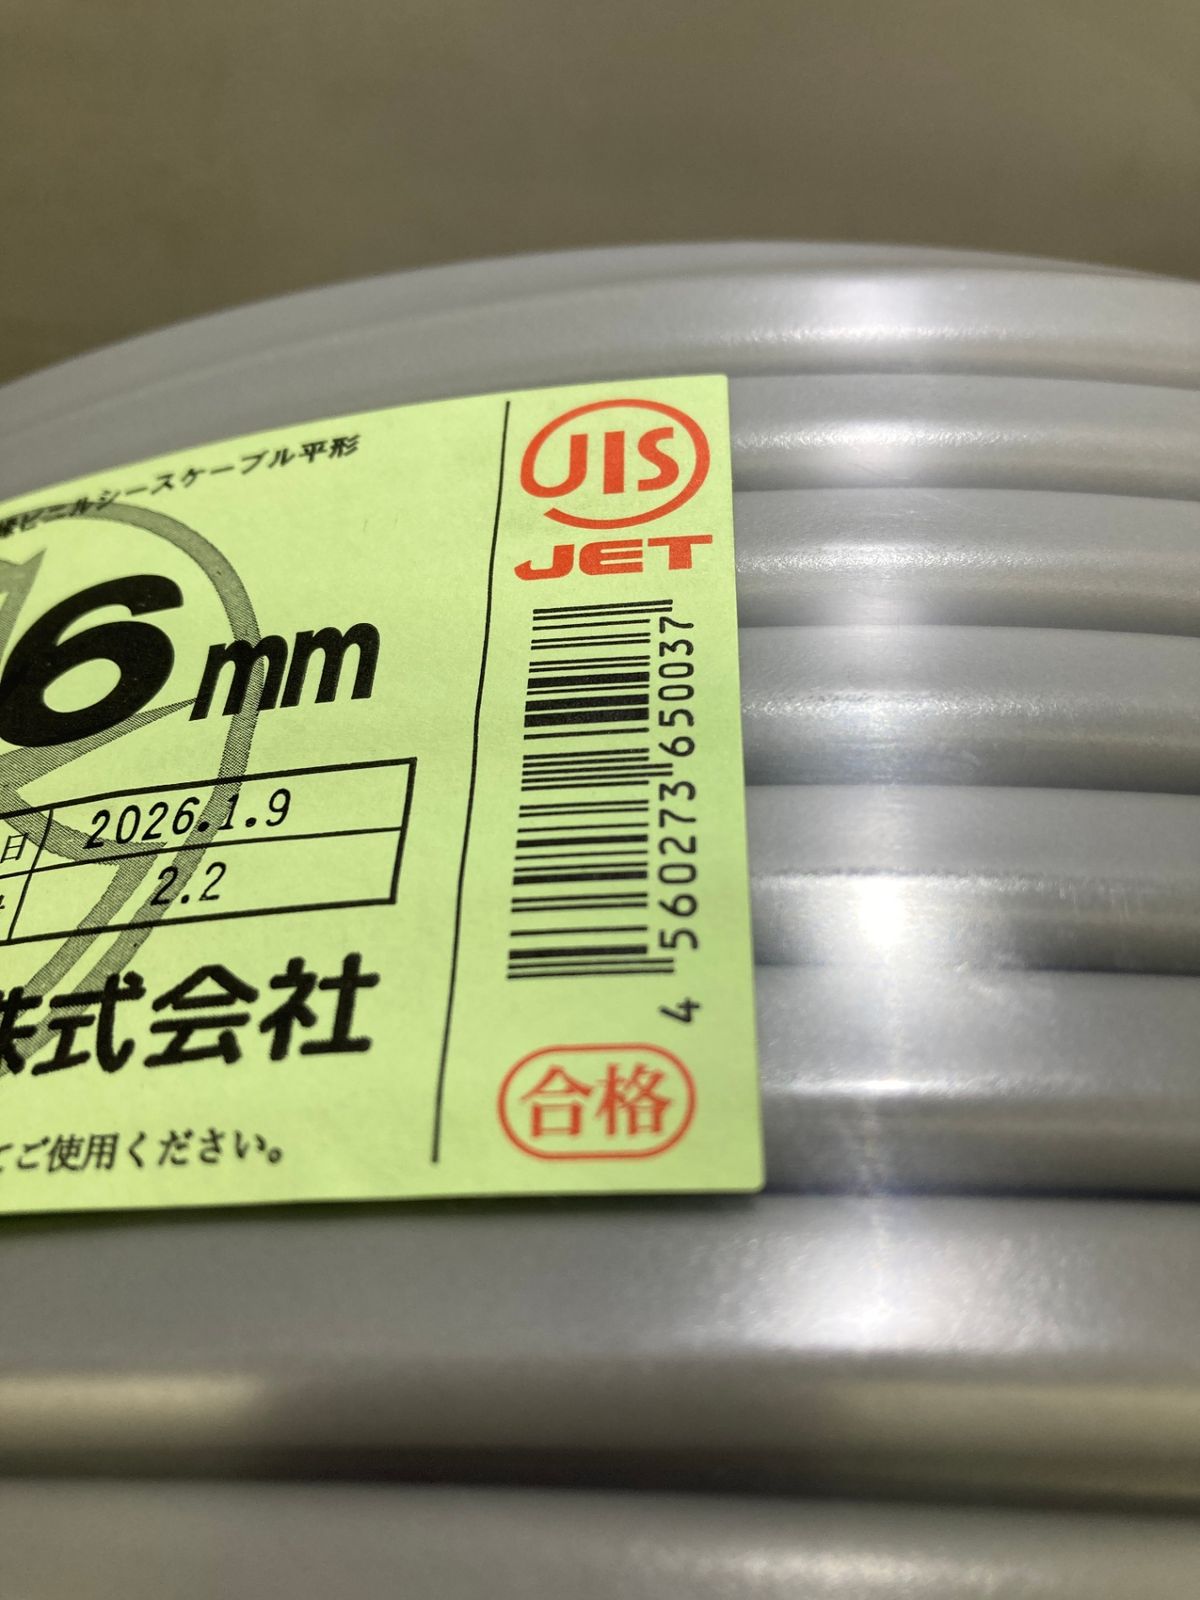 ビニルシースケーブル平形
6mm
日 2026.1.9
2.2
株式会社
てご使用ください。
JIS
JET
4 560273 650037
合格